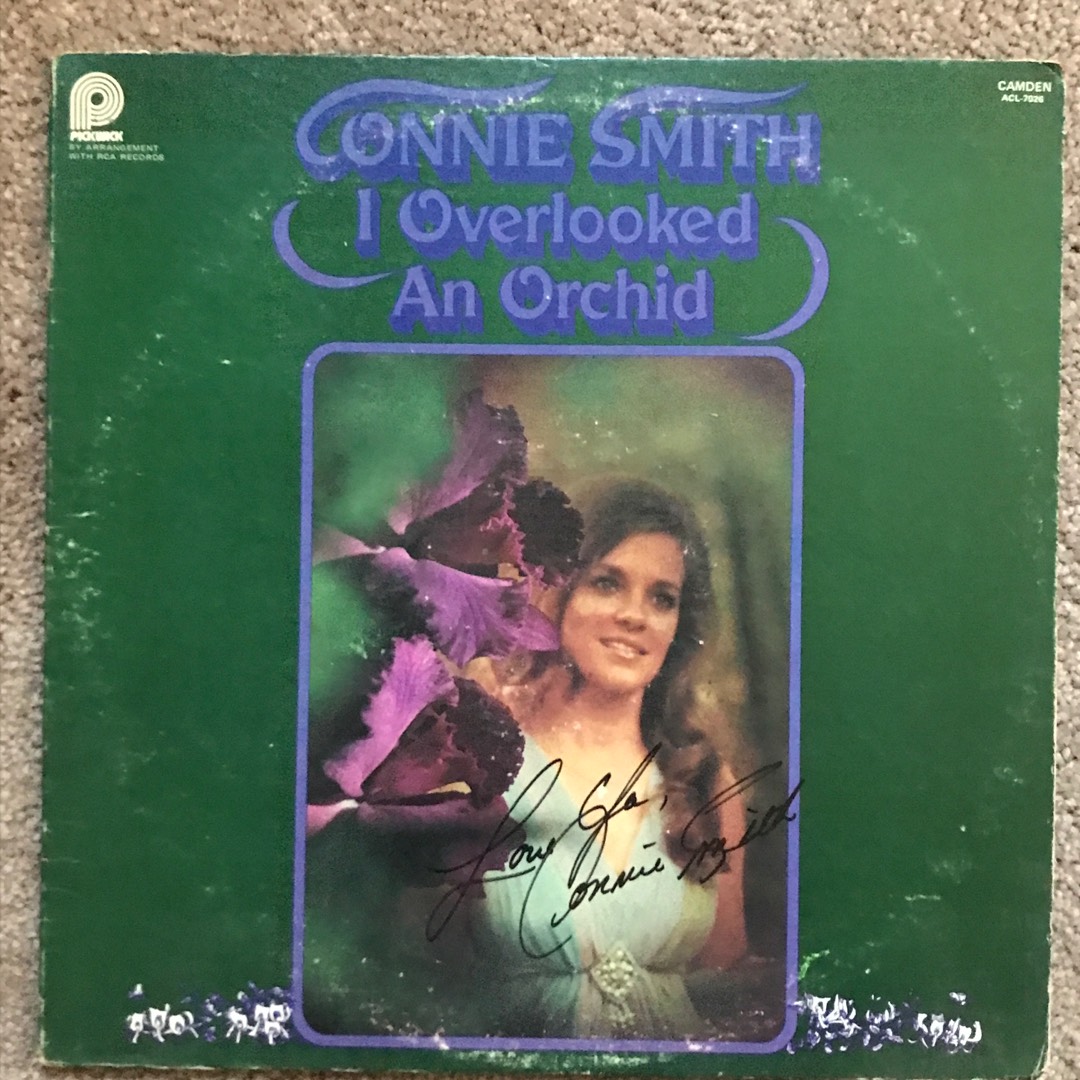 PICKWICK
BY ARRANGEMENT
WITH RCA RECORDS
CAMDEN
ACL-7026
CONNIE SMITH
I Overlooked
An Orchid
Love Ya,
Connie Smith